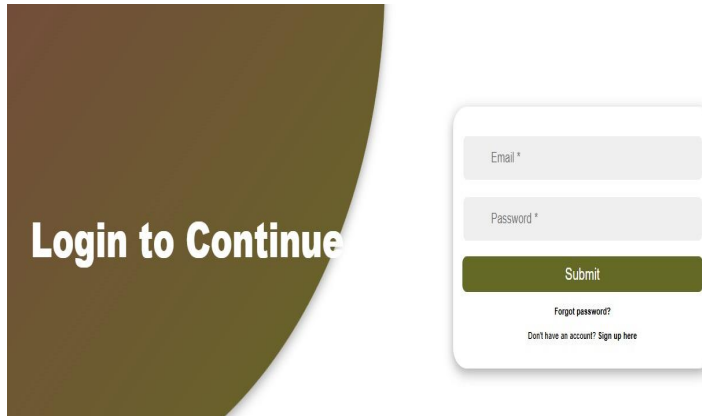 Login to Continue
Email *
Password *
Submit
Forgot password?
Don't have an account? Sign up here